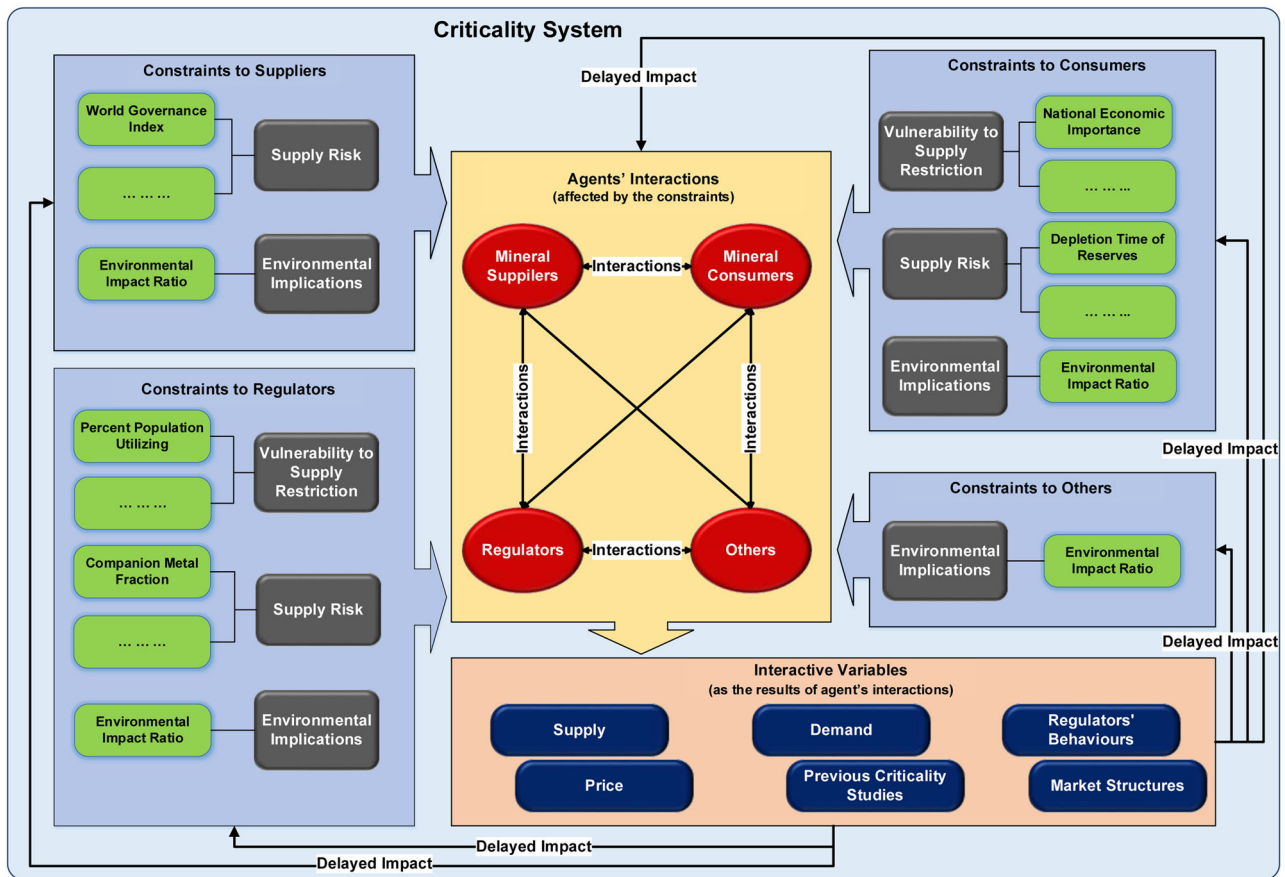 Criticality System
Delayed Impact
Constraints to Suppliers
World Governance
Index
… … …
Supply Risk
Environmental
Impact Ratio
Environmental
Implications
Constraints to Regulators
Percent Population
Utilizing
… … …
Vulnerability to
Supply
Restriction
Companion Metal
Fraction
… … …
Supply Risk
Environmental
Impact Ratio
Environmental
Implications
Agents’ Interactions
(affected by the constraints)
Mineral
Suppilers
Interactions
Mineral
Consumers
Interactions
Interactions
Regulators
Interactions
Others
Constraints to Consumers
Vulnerability to
Supply
Restriction
National Economic
Importance
… … ...
Supply Risk
Depletion Time of
Reserves
… … ...
Environmental
Implications
Environmental
Impact Ratio
Delayed Impact
Constraints to Others
Environmental
Implications
Environmental
Impact Ratio
Delayed Impact
Interactive Variables
(as the results of agent's interactions)
Supply
Demand
Regulators'
Behaviours
Price
Previous Criticality
Studies
Market Structures
Delayed Impact
Delayed Impact